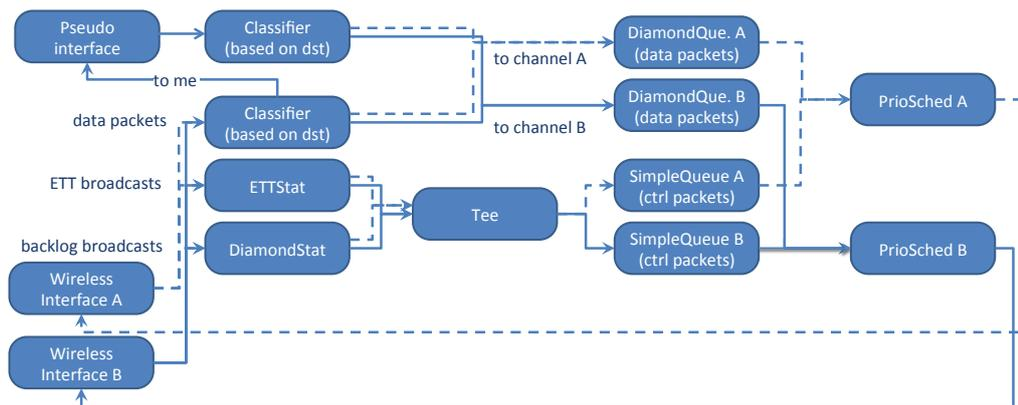 Pseudo
interface
Classifier
(based on dst)
DiamondQue. A
(data packets)
to channel A
to me
DiamondQue. B
(data packets)
PrioSched A
data packets
Classifier
(based on dst)
to channel B
ETT broadcasts
ETTStat
SimpleQueue A
(ctrl packets)
Tee
backlog broadcasts
DiamondStat
SimpleQueue B
(ctrl packets)
PrioSched B
Wireless
Interface A
Wireless
Interface B